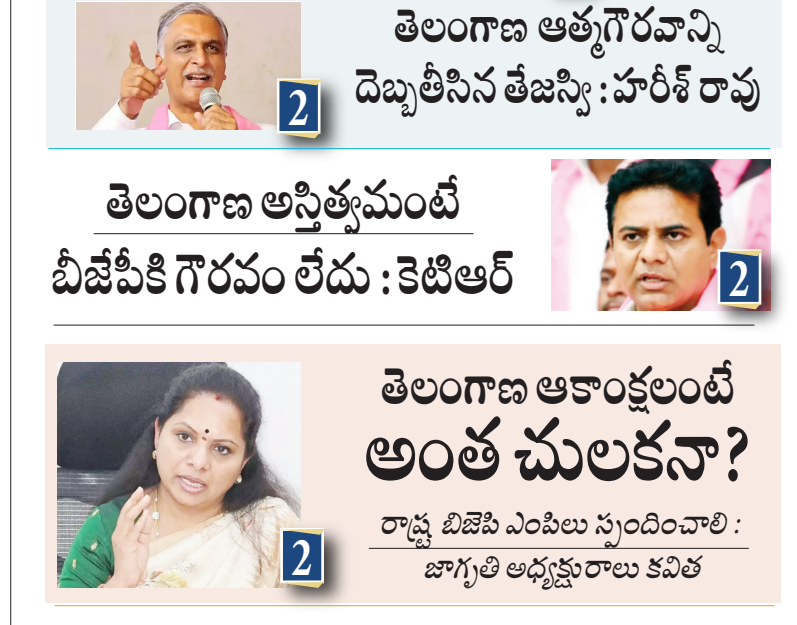 తెలంగాణ ఆత్మగౌరవాన్ని
దెబ్బతీసిన తేజస్వి : హరీశ్ రావు
2
తెలంగాణ అస్తిత్వమంటే
బీజేపీకి గౌరవం లేదు : కెటిఆర్
2
తెలంగాణ ఆకాంక్షలంటే
అంత చులకనా?
రాష్ట్ర బిజెపి ఎంపిలు స్పందించాలి :
జాగృతి అధ్యక్షురాలు కవిత
2